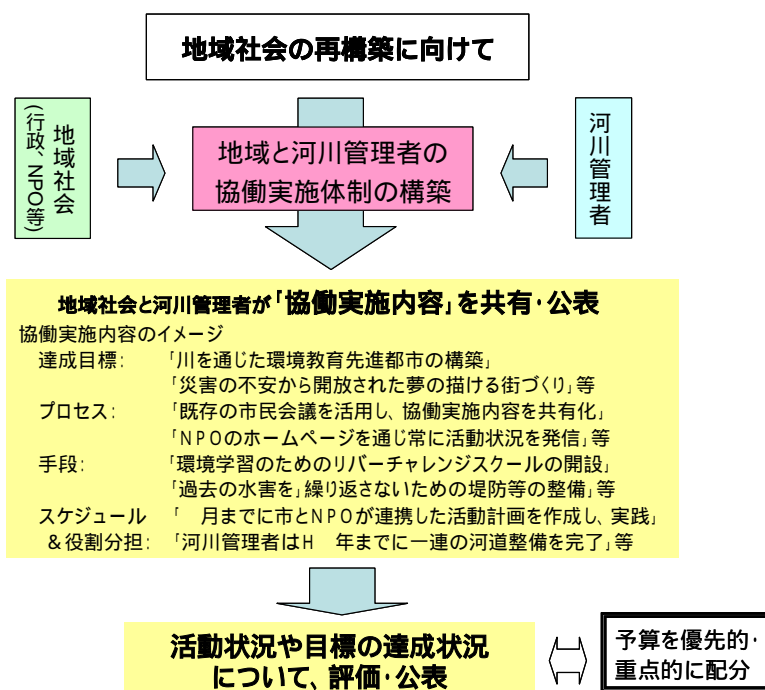 地域社会の再構築に向けて
地域社会
(行政、NPO等)
地域と河川管理者の
協働実施体制の構築
河川管理者
地域社会と河川管理者が「協働実施内容」を共有・公表
協働実施内容のイメージ
達成目標: 「川を通じた環境教育先進都市の構築」
「災害の不安から開放された夢の描ける街づくり」等
プロセス: 「既存の市民会議を活用し、協働実施内容を共有化」
「NPOのホームページを通じ常に活動状況を発信」等
手段: 「環境学習のためのリバーチャレンジスクールの開設」
「過去の水害を」繰り返さないための堤防等の整備」等
スケジュール 「 月までに市とNPOが連携した活動計画を作成し、実践」
&役割分担: 「河川管理者はH 年までに一連の河道整備を完了」等
活動状況や目標の達成状況
について、評価・公表
予算を優先的・
重点的に配分